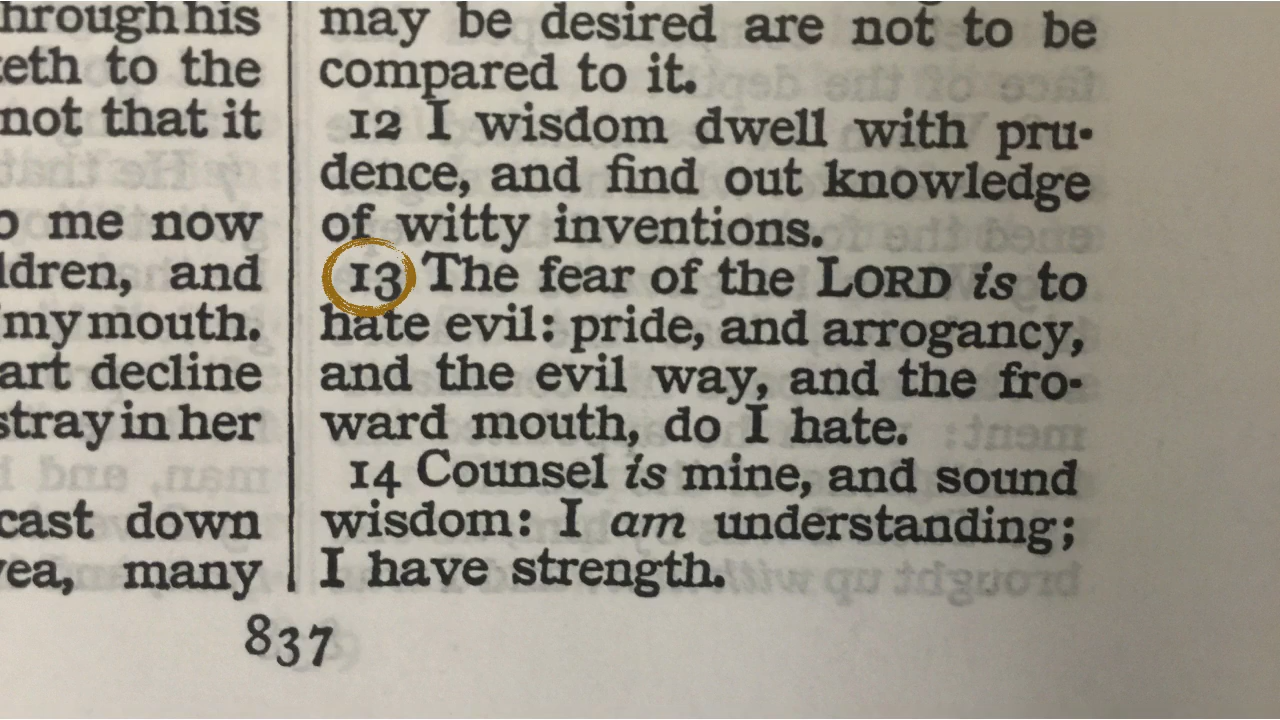 hrough his
eth to the
not that it
me now
ldren, and
my mouth.
art decline
stray in her
cast down
ea, many
may be desired are not to be
compared to it.
12 I wisdom dwell with pru-
dence, and find out knowledge
of witty inventions.
13 The fear of the LORD is to
hate evil: pride, and arrogancy,
and the evil way, and the fro-
ward mouth, do I hate.
14 Counsel is mine, and sound
wisdom: I am understanding;
I have strength.
837